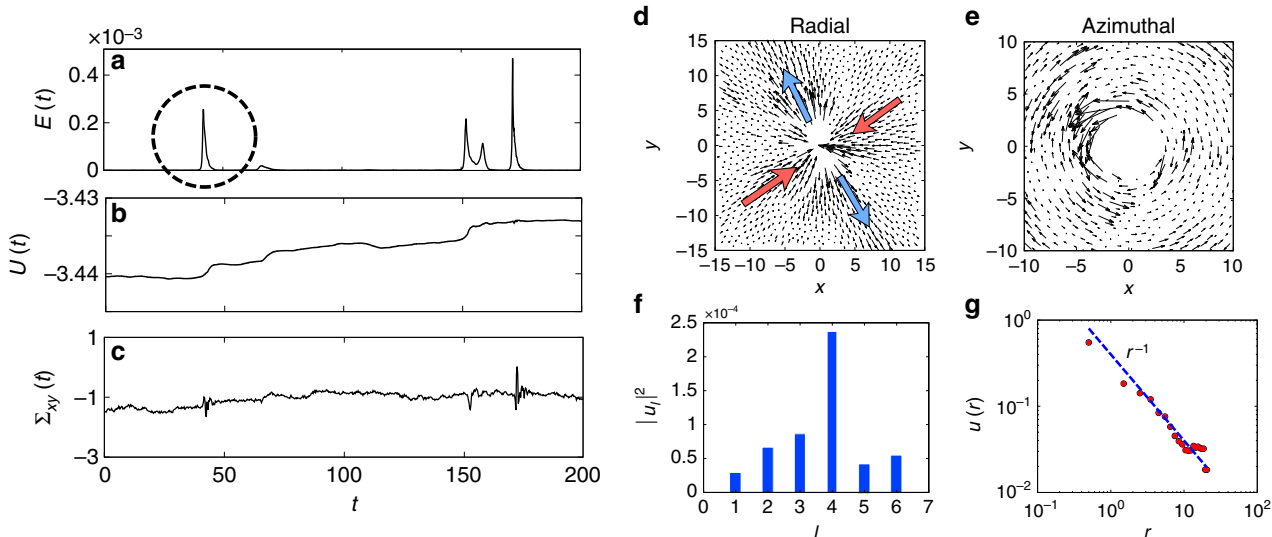 ×10⁻³
a
0.4
0.2
0
E (t)
b
−3.43
−3.44
U (t)
c
1
−1
−3
Σxy (t)
0 50 100 150 200
t
d
Radial
15
10
5
0
−5
−10
−15
y
−15 −10 −5 0 5 10 15
x
e
Azimuthal
10
5
0
−5
−10
y
−10 −5 0 5 10
x
f
×10⁻⁴
2.5
2
1.5
1
0.5
0
|uₗ|²
0 1 2 3 4 5 6 7
l
g
10⁰
10⁻¹
10⁻²
u (r)
r⁻¹
10⁻¹ 10⁰ 10¹ 10²
r